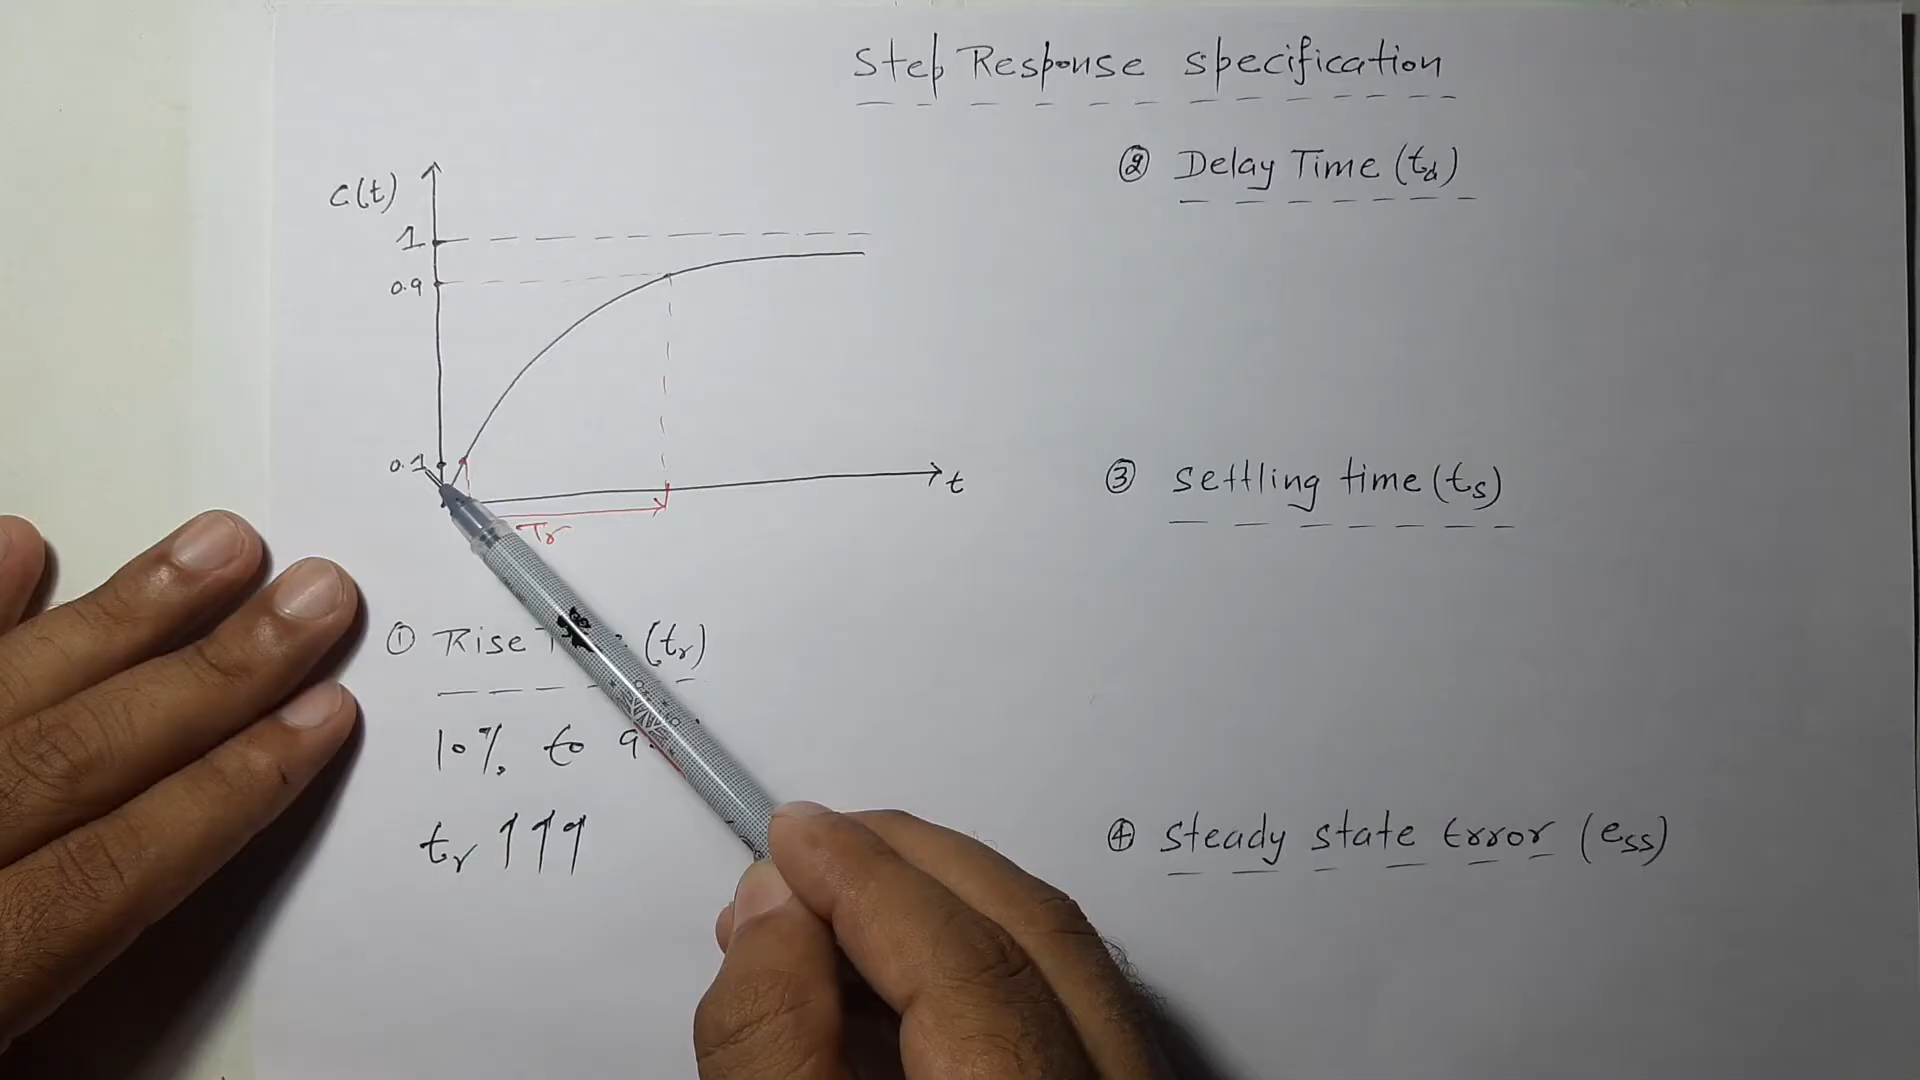 Step Response specification
c(t)
1
0.9
0.1
t
Tr
① Rise (tr)
10% to 9
tr ↑↑↑
② Delay Time (td)
③ settling time (ts)
④ steady state error (ess)